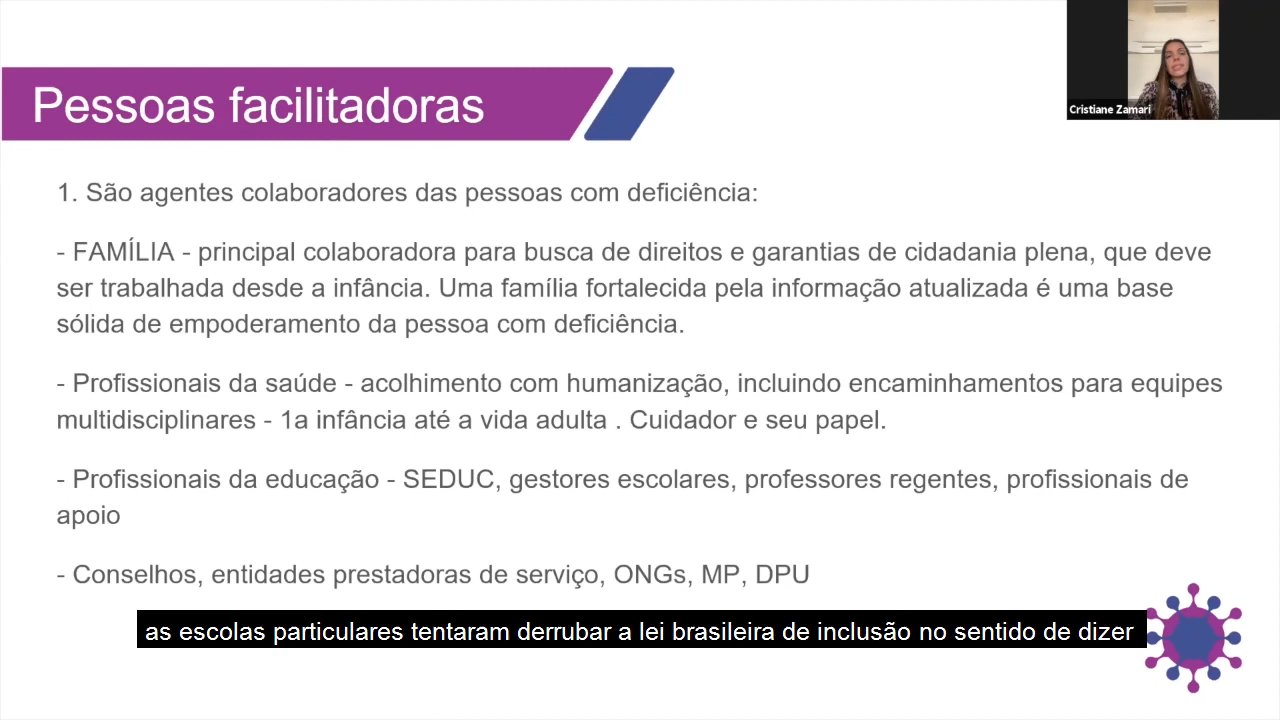 Pessoas facilitadoras
Cristiane Zamari
1. São agentes colaboradores das pessoas com deficiência:
- FAMÍLIA - principal colaboradora para busca de direitos e garantias de cidadania plena, que deve
ser trabalhada desde a infância. Uma família fortalecida pela informação atualizada é uma base
sólida de empoderamento da pessoa com deficiência.
- Profissionais da saúde - acolhimento com humanização, incluindo encaminhamentos para equipes
multidisciplinares - 1a infância até a vida adulta . Cuidador e seu papel.
- Profissionais da educação - SEDUC, gestores escolares, professores regentes, profissionais de
apoio
- Conselhos, entidades prestadoras de serviço, ONGs, MP, DPU
as escolas particulares tentaram derrubar a lei brasileira de inclusão no sentido de dizer